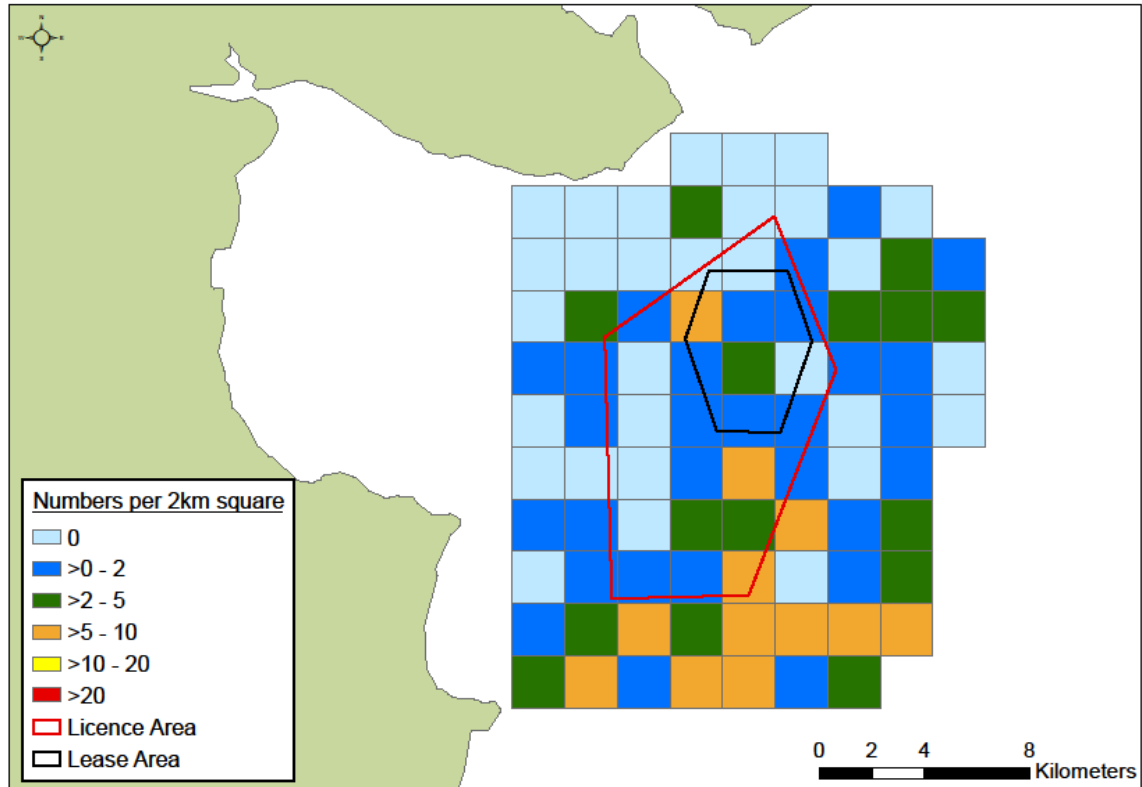 N
W E
S
Numbers per 2km square
0
>0 - 2
>2 - 5
>5 - 10
>10 - 20
>20
Licence Area
Lease Area
0 2 4 8
Kilometers